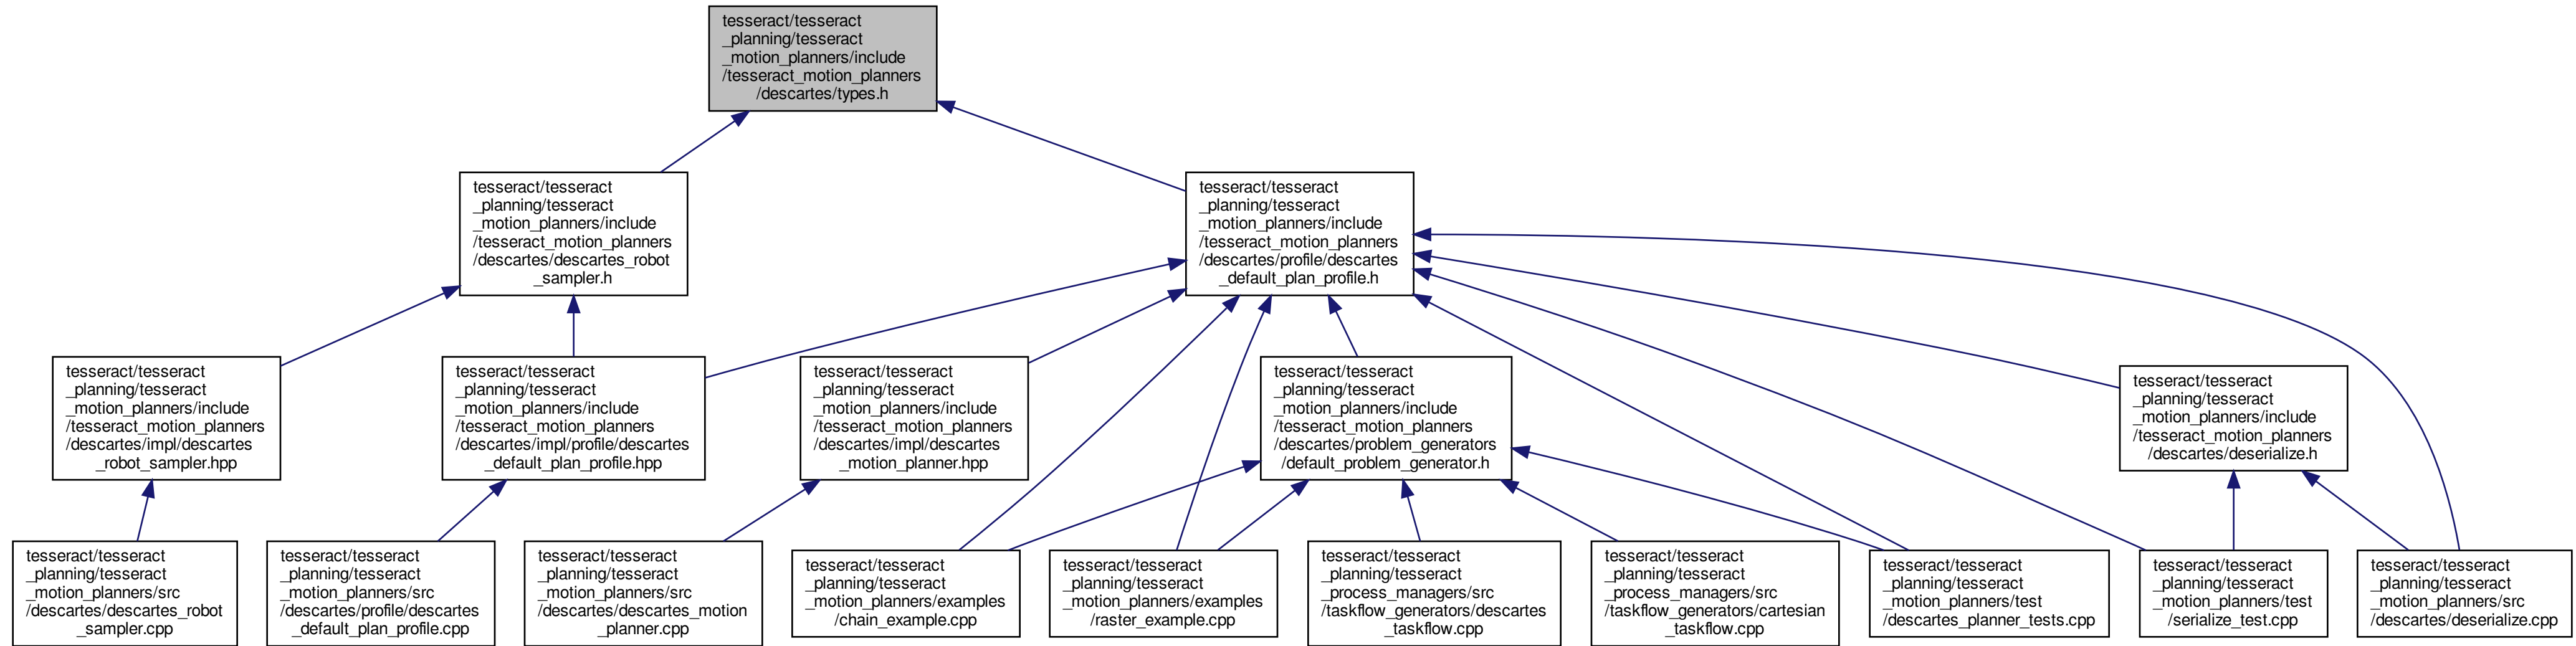 tesseract/tesseract
_planning/tesseract
_motion_planners/include
/tesseract_motion_planners
/descartes/types.h
tesseract/tesseract
_planning/tesseract
_motion_planners/include
/tesseract_motion_planners
/descartes/descartes_robot
_sampler.h
tesseract/tesseract
_planning/tesseract
_motion_planners/include
/tesseract_motion_planners
/descartes/profile/descartes
_default_plan_profile.h
tesseract/tesseract
_planning/tesseract
_motion_planners/include
/tesseract_motion_planners
/descartes/impl/descartes
_robot_sampler.hpp
tesseract/tesseract
_planning/tesseract
_motion_planners/include
/tesseract_motion_planners
/descartes/impl/profile/descartes
_default_plan_profile.hpp
tesseract/tesseract
_planning/tesseract
_motion_planners/include
/tesseract_motion_planners
/descartes/impl/descartes
_motion_planner.hpp
tesseract/tesseract
_planning/tesseract
_motion_planners/include
/tesseract_motion_planners
/descartes/problem_generators
/default_problem_generator.h
tesseract/tesseract
_planning/tesseract
_motion_planners/include
/tesseract_motion_planners
/descartes/deserialize.h
tesseract/tesseract
_planning/tesseract
_motion_planners/src
/descartes/descartes_robot
_sampler.cpp
tesseract/tesseract
_planning/tesseract
_motion_planners/src
/descartes/profile/descartes
_default_plan_profile.cpp
tesseract/tesseract
_planning/tesseract
_motion_planners/src
/descartes/descartes_motion
_planner.cpp
tesseract/tesseract
_planning/tesseract
_motion_planners/examples
/chain_example.cpp
tesseract/tesseract
_planning/tesseract
_motion_planners/examples
/raster_example.cpp
tesseract/tesseract
_planning/tesseract
_process_managers/src
/taskflow_generators/descartes
_taskflow.cpp
tesseract/tesseract
_planning/tesseract
_process_managers/src
/taskflow_generators/cartesian
_taskflow.cpp
tesseract/tesseract
_planning/tesseract
_motion_planners/test
/descartes_planner_tests.cpp
tesseract/tesseract
_planning/tesseract
_motion_planners/test
/serialize_test.cpp
tesseract/tesseract
_planning/tesseract
_motion_planners/src
/descartes/deserialize.cpp